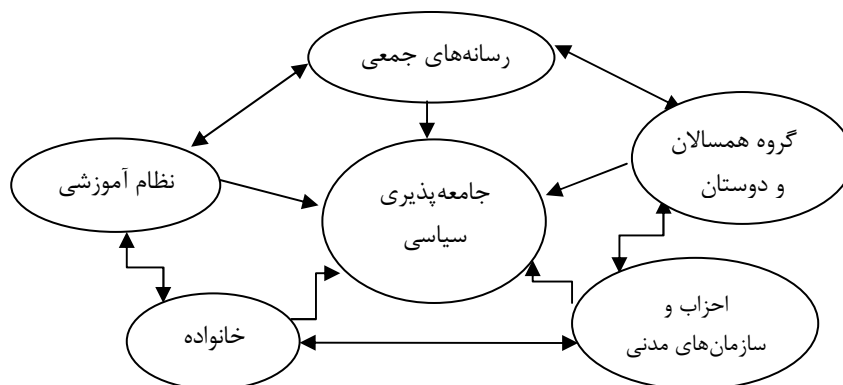 رسانه‌های جمعی
گروه همسالان
و دوستان
نظام آموزشی
جامعه‌پذیری
سیاسی
احزاب و
سازمان‌های مدنی
خانواده